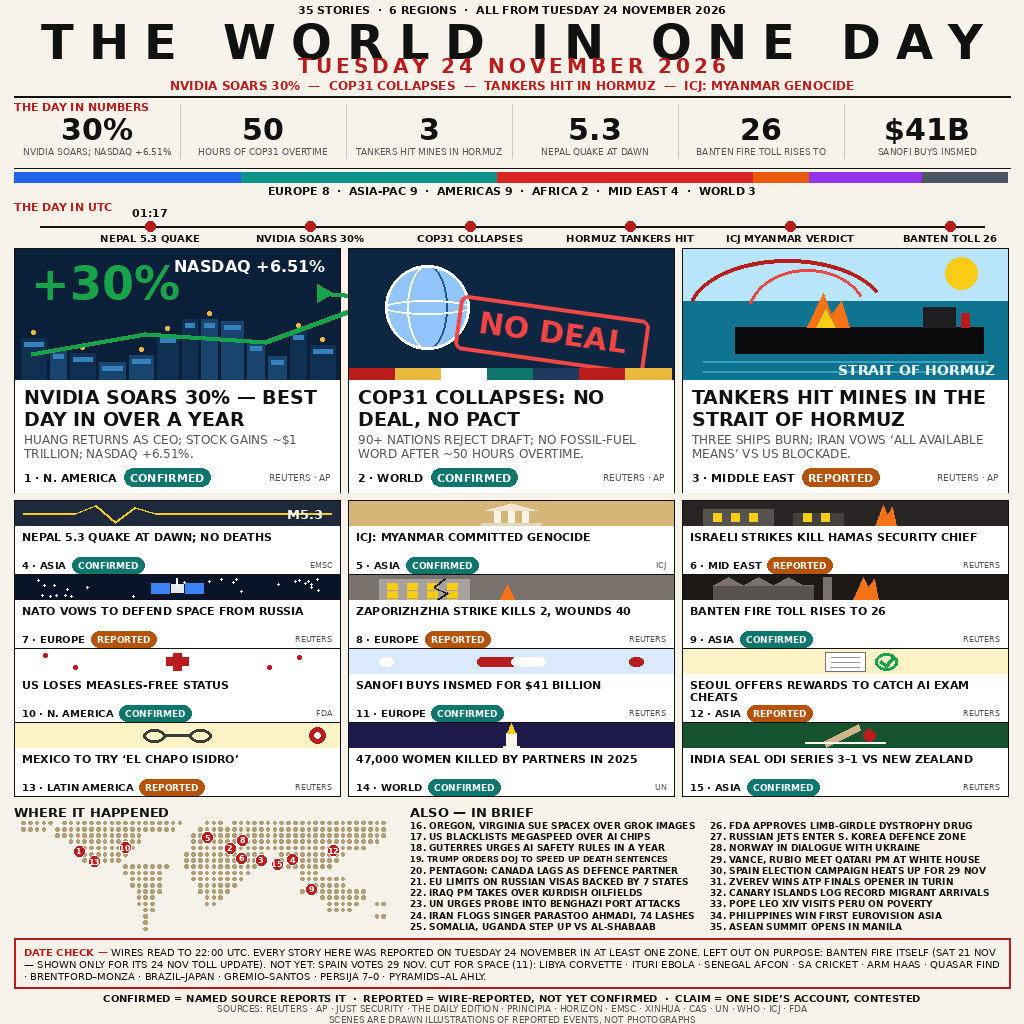 35 STORIES · 6 REGIONS · ALL FROM TUESDAY 24 NOVEMBER 2026
THE WORLD IN ONE DAY
TUESDAY 24 NOVEMBER 2026
NVIDIA SOARS 30% — COP31 COLLAPSES — TANKERS HIT IN HORMUZ — ICJ: MYANMAR GENOCIDE
THE DAY IN NUMBERS
30%
NVIDIA SOARS; NASDAQ +6.51%
50
HOURS OF COP31 OVERTIME
3
TANKERS HIT MINES IN HORMUZ
5.3
NEPAL QUAKE AT DAWN
26
BANTEN FIRE TOLL RISES TO
$41B
SANOFI BUYS INSMED
EUROPE 8 · ASIA-PAC 9 · AMERICAS 9 · AFRICA 2 · MID EAST 4 · WORLD 3
THE DAY IN UTC
01:17
NEPAL 5.3 QUAKE
NVIDIA SOARS 30%
COP31 COLLAPSES
HORMUZ TANKERS HIT
ICJ MYANMAR VERDICT
BANTEN TOLL 26
+30%
NASDAQ +6.51%
NVIDIA SOARS 30% — BEST
DAY IN OVER A YEAR
HUANG RETURNS AS CEO; STOCK GAINS ~$1
TRILLION; NASDAQ +6.51%.
1 · N. AMERICA CONFIRMED REUTERS · AP
NO DEAL
COP31 COLLAPSES: NO
DEAL, NO PACT
90+ NATIONS REJECT DRAFT; NO FOSSIL-FUEL
WORD AFTER ~50 HOURS OVERTIME.
2 · WORLD CONFIRMED REUTERS · AP
STRAIT OF HORMUZ
TANKERS HIT MINES IN THE
STRAIT OF HORMUZ
THREE SHIPS BURN; IRAN VOWS ‘ALL AVAILABLE
MEANS’ VS US BLOCKADE.
3 · MIDDLE EAST REPORTED REUTERS · AP
M5.3
NEPAL 5.3 QUAKE AT DAWN; NO DEATHS
4 · ASIA CONFIRMED EMSC
ICJ: MYANMAR COMMITTED GENOCIDE
5 · ASIA CONFIRMED ICJ
ISRAELI STRIKES KILL HAMAS SECURITY CHIEF
6 · MID EAST REPORTED REUTERS
NATO VOWS TO DEFEND SPACE FROM RUSSIA
7 · EUROPE REPORTED REUTERS
ZAPORIZHZHIA STRIKE KILLS 2, WOUNDS 40
8 · EUROPE REPORTED REUTERS
BANTEN FIRE TOLL RISES TO 26
9 · ASIA CONFIRMED REUTERS
US LOSES MEASLES-FREE STATUS
10 · N. AMERICA CONFIRMED FDA
SANOFI BUYS INSMED FOR $41 BILLION
11 · EUROPE CONFIRMED REUTERS
SEOUL OFFERS REWARDS TO CATCH AI EXAM
CHEATS
12 · ASIA REPORTED REUTERS
MEXICO TO TRY ‘EL CHAPO ISIDRO’
13 · LATIN AMERICA REPORTED REUTERS
47,000 WOMEN KILLED BY PARTNERS IN 2025
14 · WORLD CONFIRMED UN
INDIA SEAL ODI SERIES 3–1 VS NEW ZEALAND
15 · ASIA CONFIRMED REUTERS
WHERE IT HAPPENED
1
13
10
5
2
8
6
3
15
4
12
9
ALSO — IN BRIEF
16. OREGON, VIRGINIA SUE SPACEX OVER GROK IMAGES
17. US BLACKLISTS MEGASPEED OVER AI CHIPS
18. GUTERRES URGES AI SAFETY RULES IN A YEAR
19. TRUMP ORDERS DOJ TO SPEED UP DEATH SENTENCES
20. PENTAGON: CANADA LAGS AS DEFENCE PARTNER
21. EU LIMITS ON RUSSIAN VISAS BACKED BY 7 STATES
22. IRAQ PM TAKES OVER KURDISH OILFIELDS
23. UN URGES PROBE INTO BENGHAZI PORT ATTACKS
24. IRAN FLOGS SINGER PARASTOO AHMADI, 74 LASHES
25. SOMALIA, UGANDA STEP UP VS AL-SHABAAB
26. FDA APPROVES LIMB-GIRDLE DYSTROPHY DRUG
27. RUSSIAN JETS ENTER S. KOREA DEFENCE ZONE
28. NORWAY IN DIALOGUE WITH UKRAINE
29. VANCE, RUBIO MEET QATARI PM AT WHITE HOUSE
30. SPAIN ELECTION CAMPAIGN HEATS UP FOR 29 NOV
31. ZVEREV WINS ATP FINALS OPENER IN TURIN
32. CANARY ISLANDS LOG RECORD MIGRANT ARRIVALS
33. POPE LEO XIV VISITS PERU ON POVERTY
34. PHILIPPINES WIN FIRST EUROVISION ASIA
35. ASEAN SUMMIT OPENS IN MANILA
DATE CHECK — WIRES READ TO 22:00 UTC. EVERY STORY HERE WAS REPORTED ON TUESDAY 24 NOVEMBER IN AT LEAST ONE ZONE. LEFT OUT ON PURPOSE: BANTEN FIRE ITSELF (SAT 21 NOV
— SHOWN ONLY FOR ITS 24 NOV TOLL UPDATE). NOT YET: SPAIN VOTES 29 NOV. CUT FOR SPACE (11): LIBYA CORVETTE · ITURI EBOLA · SENEGAL AFCON · SA CRICKET · ARM HAAS · QUASAR FIND
· BRENTFORD–MONZA · BRAZIL–JAPAN · GREMIO–SANTOS · PERSIJA 7–0 · PYRAMIDS–AL AHLY.
CONFIRMED = NAMED SOURCE REPORTS IT · REPORTED = WIRE-REPORTED, NOT YET CONFIRMED · CLAIM = ONE SIDE’S ACCOUNT, CONTESTED
SOURCES: REUTERS · AP · JUST SECURITY · THE DAILY EDITION · PRINCIPIA · HORIZON · EMSC · XINHUA · CAS · UN · WHO · ICJ · FDA
SCENES ARE DRAWN ILLUSTRATIONS OF REPORTED EVENTS, NOT PHOTOGRAPHS